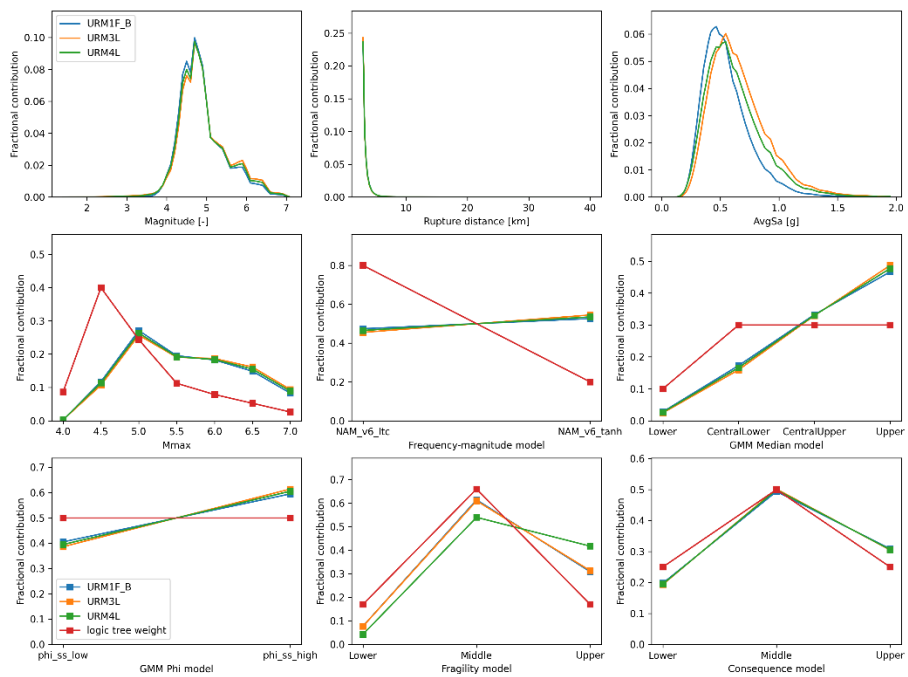 Fractional contribution
0.10
0.08
0.06
0.04
0.02
0.00
URM1F_B
URM3L
URM4L
2
3
4
5
6
7
Magnitude [-]
Fractional contribution
0.25
0.20
0.15
0.10
0.05
0.00
10
20
30
40
Rupture distance [km]
Fractional contribution
0.06
0.05
0.04
0.03
0.02
0.01
0.00
0.0
0.5
1.0
1.5
2.0
AvgSa [g]
Fractional contribution
0.5
0.4
0.3
0.2
0.1
0.0
4.0
4.5
5.0
5.5
6.0
6.5
7.0
Mmax
Fractional contribution
0.8
0.6
0.4
0.2
0.0
NAM_v6_ltc
NAM_v6_tanh
Frequency-magnitude model
Fractional contribution
0.5
0.4
0.3
0.2
0.1
0.0
Lower
CentralLower
CentralUpper
Upper
GMM Median model
Fractional contribution
0.7
0.6
0.5
0.4
0.3
0.2
0.1
0.0
URM1F_B
URM3L
URM4L
logic tree weight
phi_ss_low
phi_ss_high
GMM Phi model
Fractional contribution
0.7
0.6
0.5
0.4
0.3
0.2
0.1
0.0
Lower
Middle
Upper
Fragility model
Fractional contribution
0.6
0.5
0.4
0.3
0.2
0.1
0.0
Lower
Middle
Upper
Consequence model